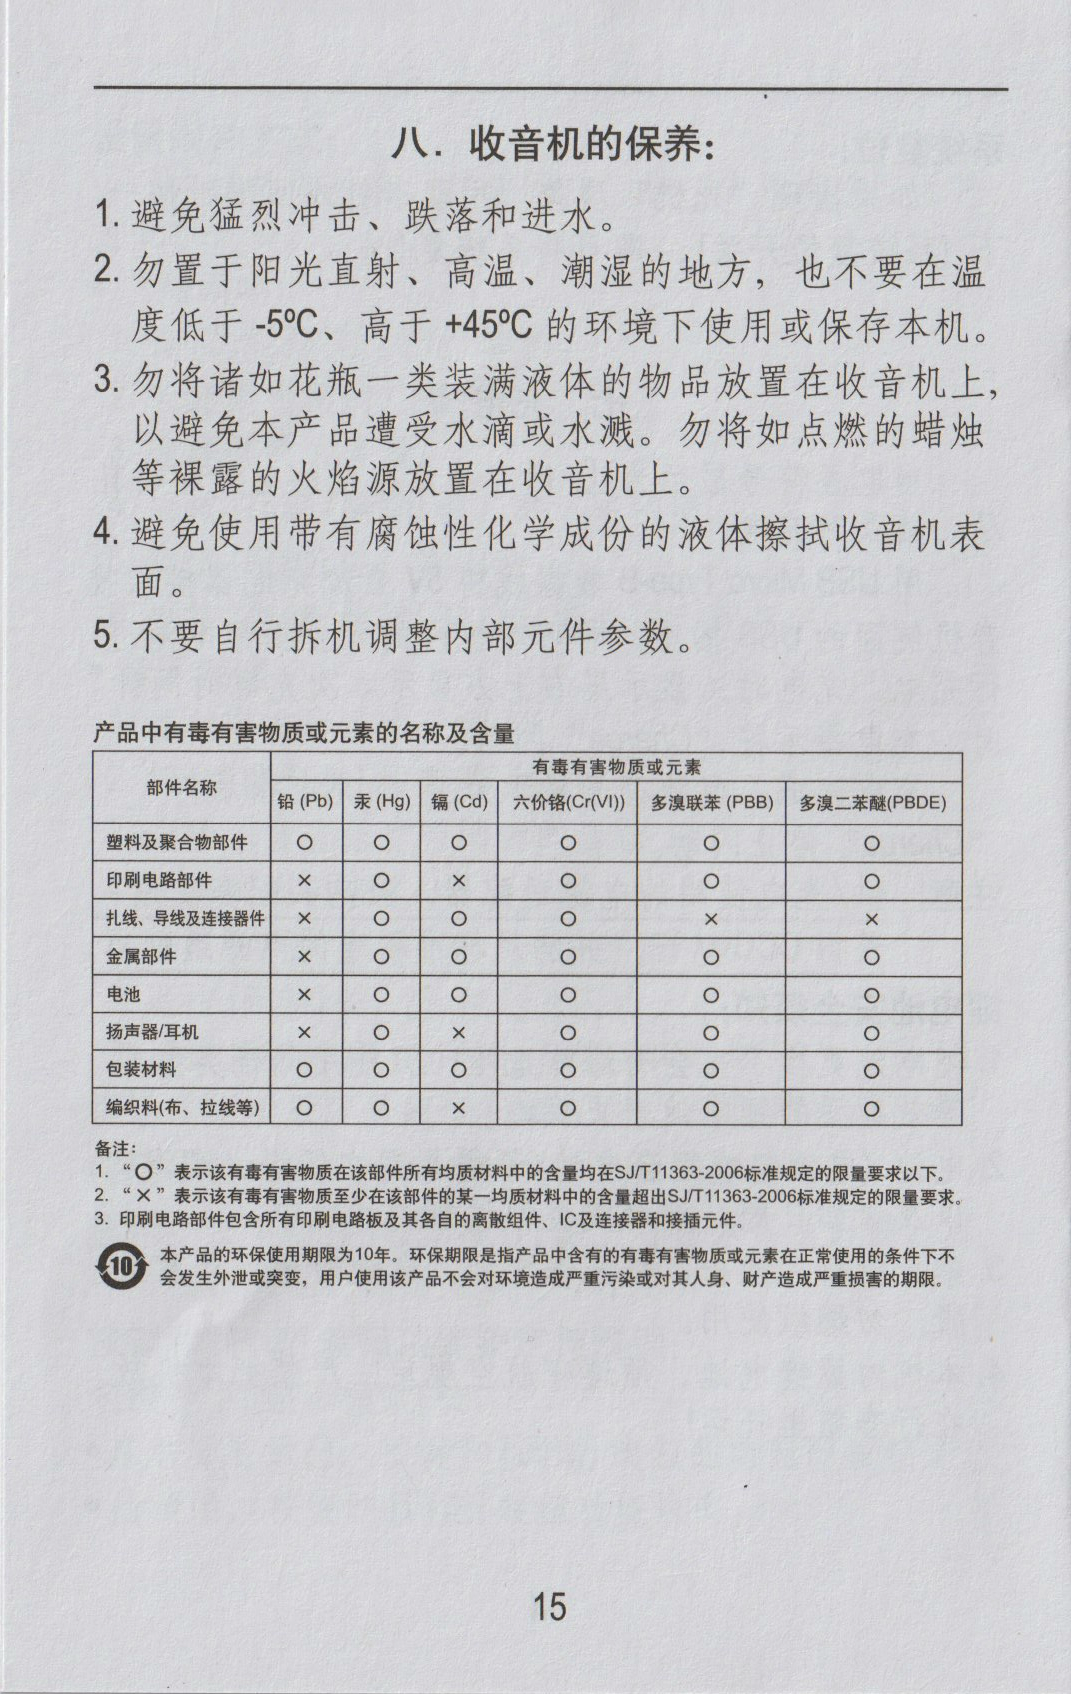 八. 收音机的保养:
1. 避免猛烈冲击、跌落和进水。
2. 勿置于阳光直射、高温、潮湿的地方，也不要在温
度低于 -5ºC、高于 +45ºC 的环境下使用或保存本机。
3. 勿将诸如花瓶一类装满液体的物品放置在收音机上，
以避免本产品遭受水滴或水溅。勿将如点燃的蜡烛
等裸露的火焰源放置在收音机上。
4. 避免使用带有腐蚀性化学成份的液体擦拭收音机表
面。
5. 不要自行拆机调整内部元件参数。
产品中有毒有害物质或元素的名称及含量
部件名称 有毒有害物质或元素
铅 (Pb) 汞 (Hg) 镉 (Cd) 六价铬(Cr(VI)) 多溴联苯 (PBB) 多溴二苯醚(PBDE)
塑料及聚合物部件 ○ ○ ○ ○ ○ ○
印刷电路部件 × ○ × ○ ○ ○
扎线、导线及连接器件 × ○ ○ ○ × ×
金属部件 × ○ ○ ○ ○ ○
电池 × ○ ○ ○ ○ ○
扬声器/耳机 × ○ × ○ ○ ○
包装材料 ○ ○ ○ ○ ○ ○
编织料(布、拉线等) ○ ○ × ○ ○ ○
备注:
1. “○” 表示该有毒有害物质在该部件所有均质材料中的含量均在SJ/T11363-2006标准规定的限量要求以下。
2. “×” 表示该有毒有害物质至少在该部件的某一均质材料中的含量超出SJ/T11363-2006标准规定的限量要求。
3. 印刷电路部件包含所有印刷电路板及其各自的离散组件、IC及连接器和接插元件。
10 本产品的环保使用期限为10年。环保期限是指产品中含有的有毒有害物质或元素在正常使用的条件下不
会发生外泄或突变，用户使用该产品不会对环境造成严重污染或对其人身、财产造成严重损害的期限。
15